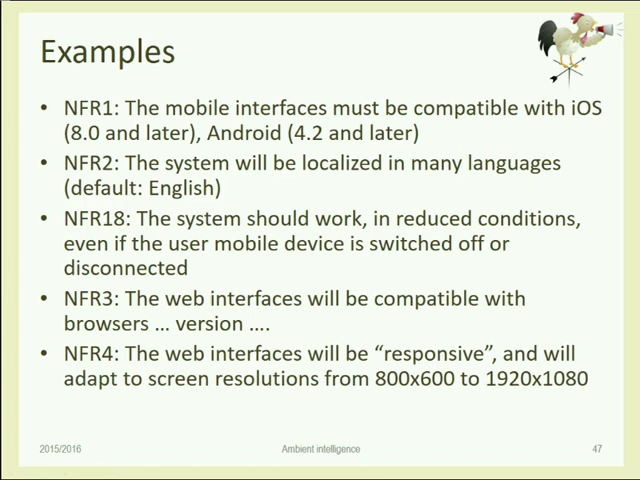 Examples
• NFR1: The mobile interfaces must be compatible with iOS
(8.0 and later), Android (4.2 and later)
• NFR2: The system will be localized in many languages
(default: English)
• NFR18: The system should work, in reduced conditions,
even if the user mobile device is switched off or
disconnected
• NFR3: The web interfaces will be compatible with
browsers … version ….
• NFR4: The web interfaces will be “responsive”, and will
adapt to screen resolutions from 800x600 to 1920x1080
2015/2016 Ambient intelligence 47